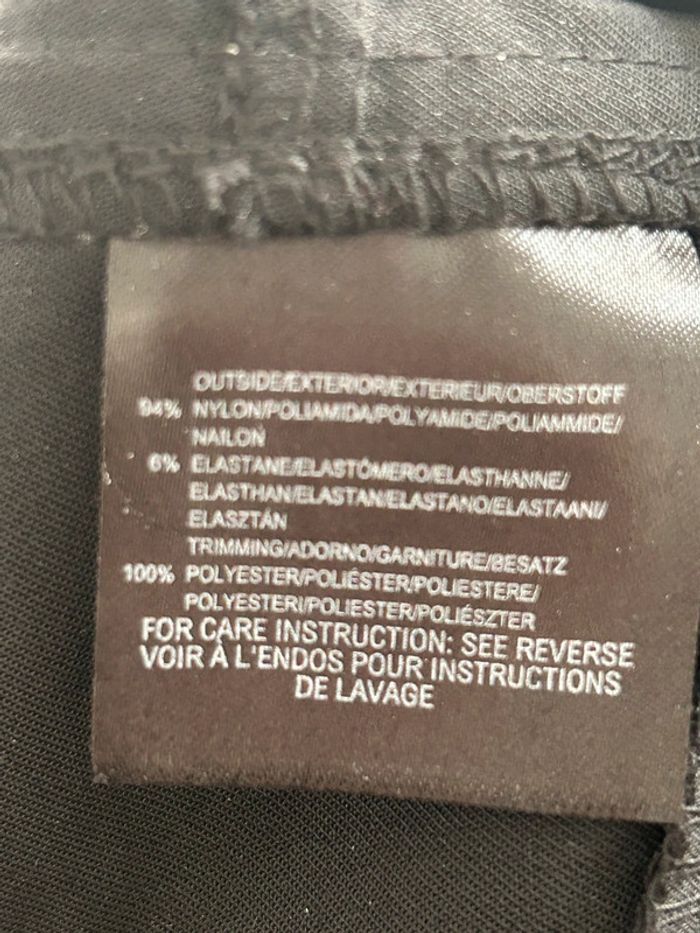 OUTSIDE/EXTERIOR/EXTERIEUR/OBERSTOFF
94% NYLON/POLIAMIDA/POLYAMIDE/POLIAMMIDE/
NAILON
6% ELASTANE/ELASTÓMERO/ELASTHANNE/
ELASTHAN/ELASTAN/ELASTANO/ELASTAANI/
ELASZTÁN
TRIMMING/ADORNO/GARNITURE/BESATZ
100% POLYESTER/POLIÉSTER/POLIESTERE/
POLYESTERI/POLIESTER/POLIÉSZTER
FOR CARE INSTRUCTION: SEE REVERSE
VOIR À L'ENDOS POUR INSTRUCTIONS
DE LAVAGE